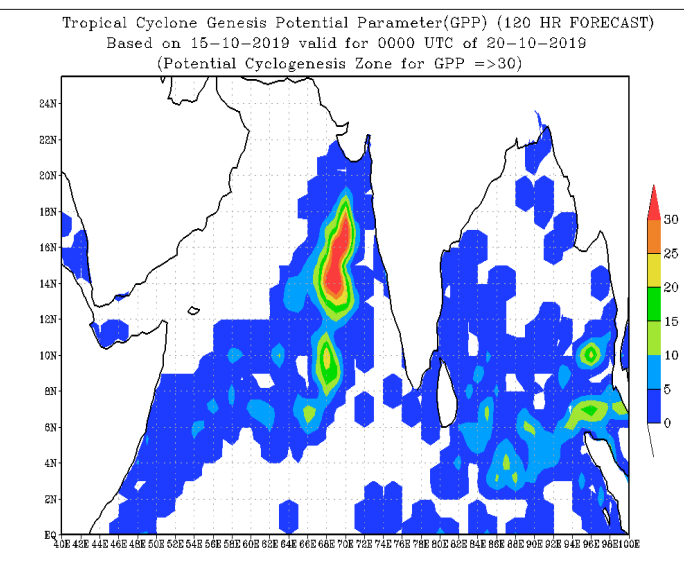 Tropical Cyclone Genesis Potential Parameter(GPP) (120 HR FORECAST)
Based on 15-10-2019 valid for 0000 UTC of 20-10-2019
(Potential Cyclogenesis Zone for GPP =>30)
24N
22N
20N
18N
16N
14N
12N
10N
8N
6N
4N
2N
EQ
40E 42E 44E 46E 48E 50E 52E 54E 56E 58E 60E 62E 64E 66E 68E 70E 72E 74E 76E 78E 80E 82E 84E 86E 88E 90E 92E 94E 96E 98E 100E
30
25
20
15
10
5
0